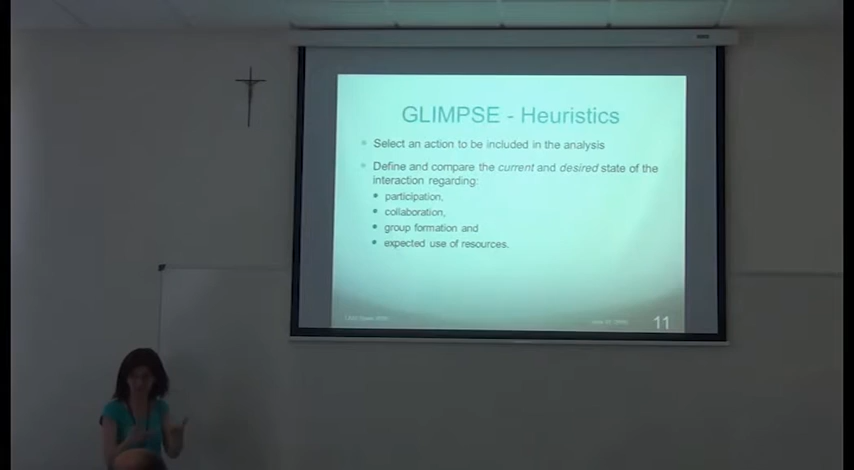 GLIMPSE - Heuristics
Select an action to be included in the analysis
Define and compare the current and desired state of the
interaction regarding:
participation,
collaboration,
group formation and
expected use of resources.
11